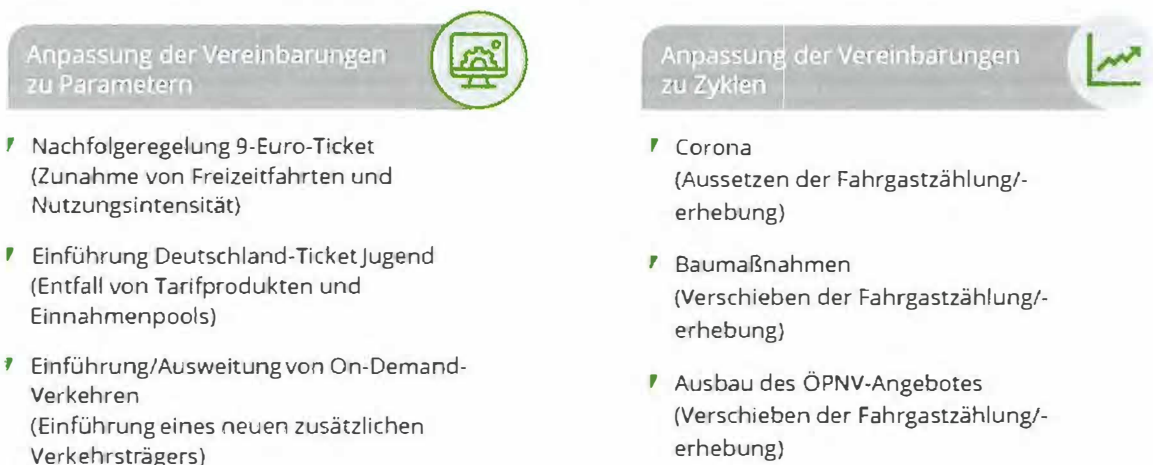 Anpassung der Vereinbarungen
zu Parametern
Nachfolgeregelung 9-Euro-Ticket
(Zunahme von Freizeitfahrten und
Nutzungsintensität)
Einführung Deutschland-Ticket Jugend
(Entfall von Tarifprodukten und
Einnahmenpools)
Einführung/Ausweitung von On-Demand-
Verkehren
(Einführung eines neuen zusätzlichen
Verkehrsträgers)
Anpassung der Vereinbarungen
zu Zyklen
Corona
(Aussetzen der Fahrgastzählung/-
erhebung)
Baumaßnahmen
(Verschieben der Fahrgastzählung/-
erhebung)
Ausbau des ÖPNV-Angebotes
(Verschieben der Fahrgastzählung/-
erhebung)